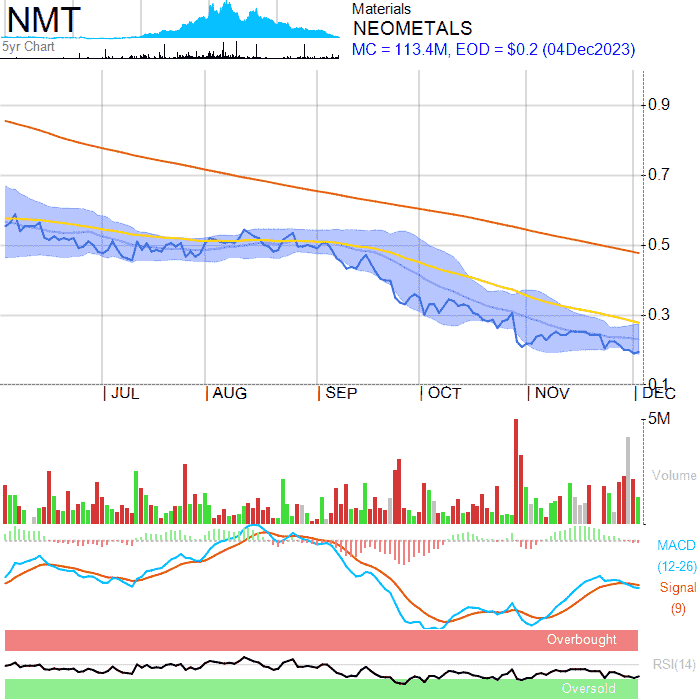 NMT
5yr Chart
Materials
NEOMETALS
MC = 113.4M, EOD = $0.2 (04Dec2023)
0.9
0.7
0.5
0.3
0.1
JUL AUG SEP OCT NOV DEC
5M
Volume
MACD
(12-26)
Signal
(9)
Overbought
RSI(14)
Oversold